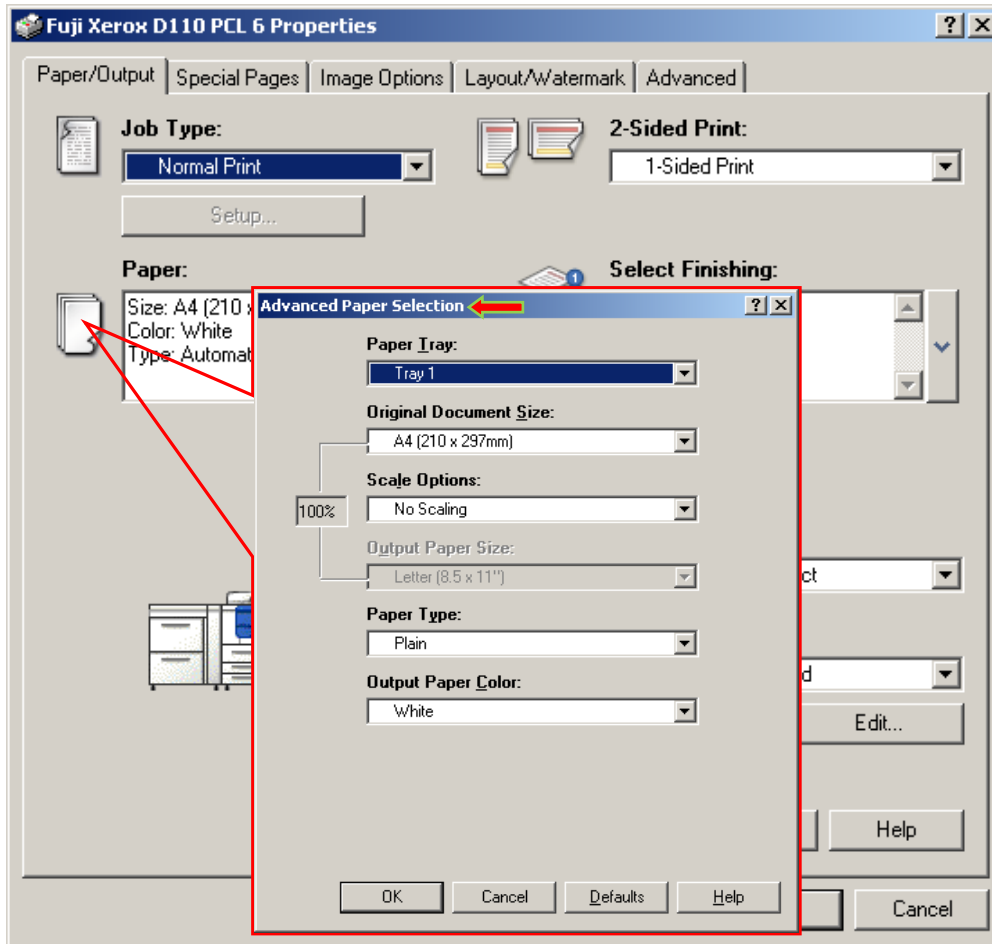 Fuji Xerox D110 PCL 6 Properties
Paper/Output
Special Pages
Image Options
Layout/Watermark
Advanced
Job Type:
Normal Print
Setup...
2-Sided Print:
1-Sided Print
Paper:
Size: A4 (210 x
Color: White
Type: Automat
1
Select Finishing:
Advanced Paper Selection
Paper Tray:
Tray 1
Original Document Size:
A4 (210 x 297mm)
Scale Options:
No Scaling
100%
Output Paper Size:
Letter (8.5 x 11")
Paper Type:
Plain
Output Paper Color:
White
OK
Cancel
Defaults
Help
Edit...
Help
Cancel